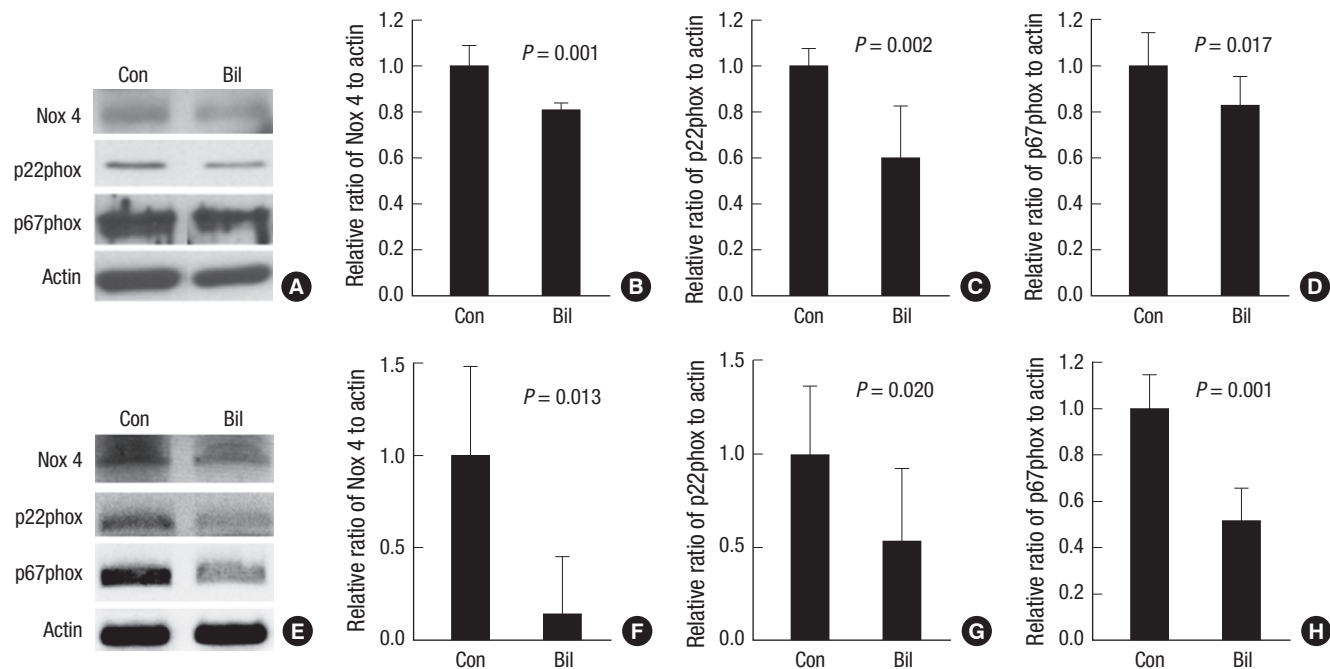 Con Bil
Nox 4
p22phox
p67phox
Actin
A
Relative ratio of Nox 4 to actin
1.2
1.0
0.8
0.6
0.4
0.2
0.0
P = 0.001
Con Bil
B
Relative ratio of p22phox to actin
1.2
1.0
0.8
0.6
0.4
0.2
0.0
P = 0.002
Con Bil
C
Relative ratio of p67phox to actin
1.2
1.0
0.8
0.6
0.4
0.2
0.0
P = 0.017
Con Bil
D
Con Bil
Nox 4
p22phox
p67phox
Actin
E
Relative ratio of Nox 4 to actin
1.5
1.0
0.5
0.0
P = 0.013
Con Bil
F
Relative ratio of p22phox to actin
1.5
1.0
0.5
0.0
P = 0.020
Con Bil
G
Relative ratio of p67phox to actin
1.2
1.0
0.8
0.6
0.4
0.2
0.0
P = 0.001
Con Bil
H